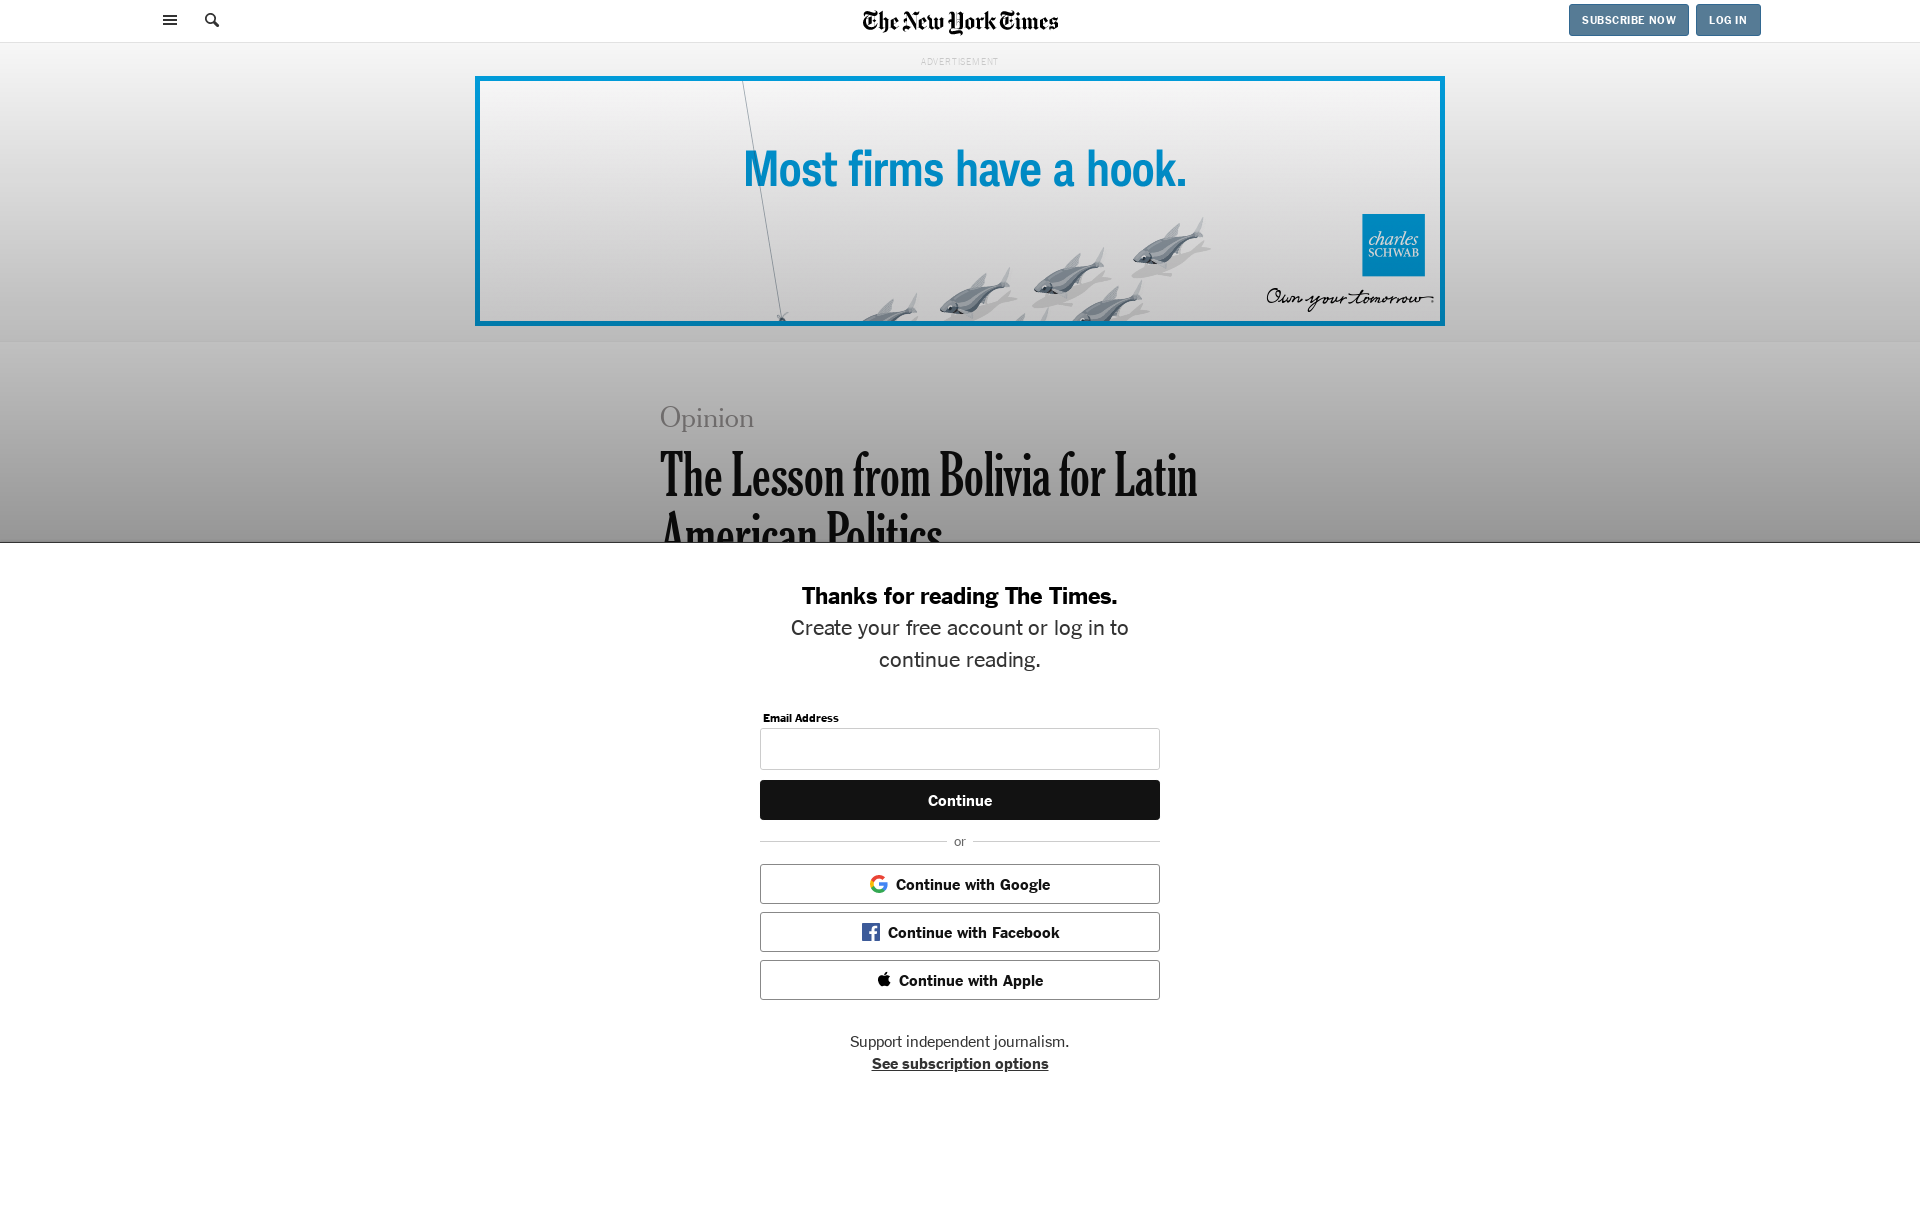 The New York Times
SUBSCRIBE NOW
LOG IN
ADVERTISEMENT
Most firms have a hook.
charles
SCHWAB
Own your tomorrow
Opinion
The Lesson from Bolivia for Latin
American Politics
Thanks for reading The Times.
Create your free account or log in to
continue reading.
Email Address
Continue
or
Continue with Google
Continue with Facebook
Continue with Apple
Support independent journalism.
See subscription options